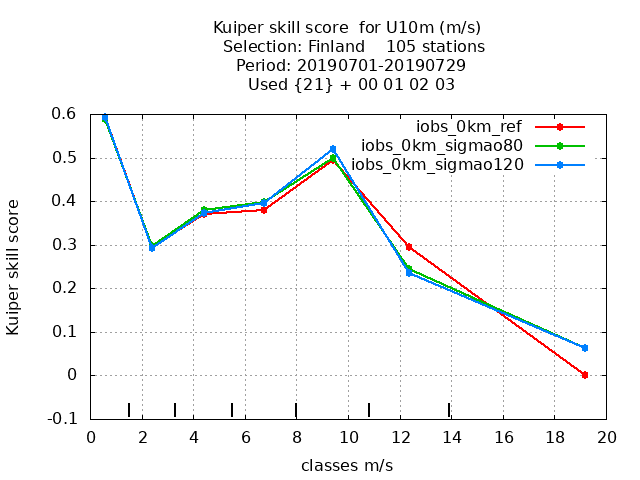 Kuiper skill score  for U10m (m/s)
Selection: Finland    105 stations
Period: 20190701-20190729
Used {21} + 00 01 02 03
iobs_0km_ref
iobs_0km_sigmao80
iobs_0km_sigmao120
Kuiper skill score
0.6
0.5
0.4
0.3
0.2
0.1
0
-0.1
0 2 4 6 8 10 12 14 16 18 20
classes m/s